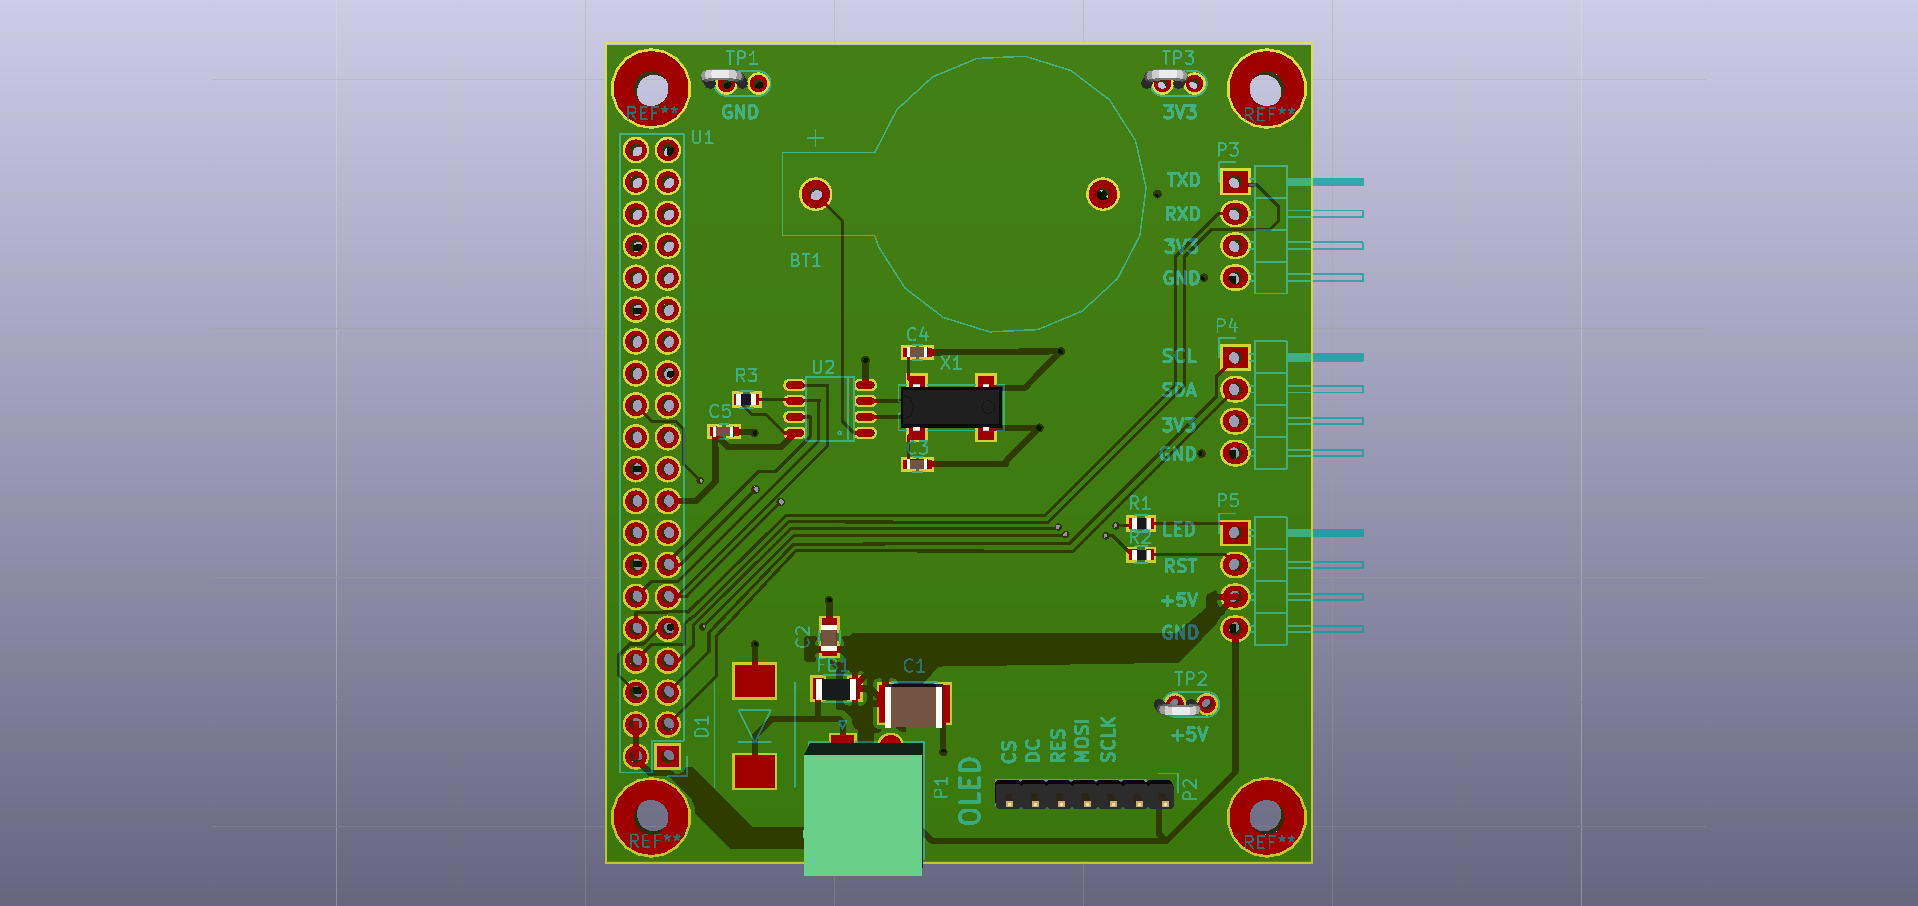 TP1
GND
REF**
TP3
3V3
REF**
U1
+
BT1
P3
TXD
RXD
3V3
GND
P4
SCL
SDA
3V3
GND
C4
X1
C3
U2
R3
C5
P5
LED
RST
+5V
GND
R1
R2
C2
FB1
C1
D1
P1
TP2
+5V
CS
DC
RES
MOSI
SCLK
OLED
P2
REF**
REF**